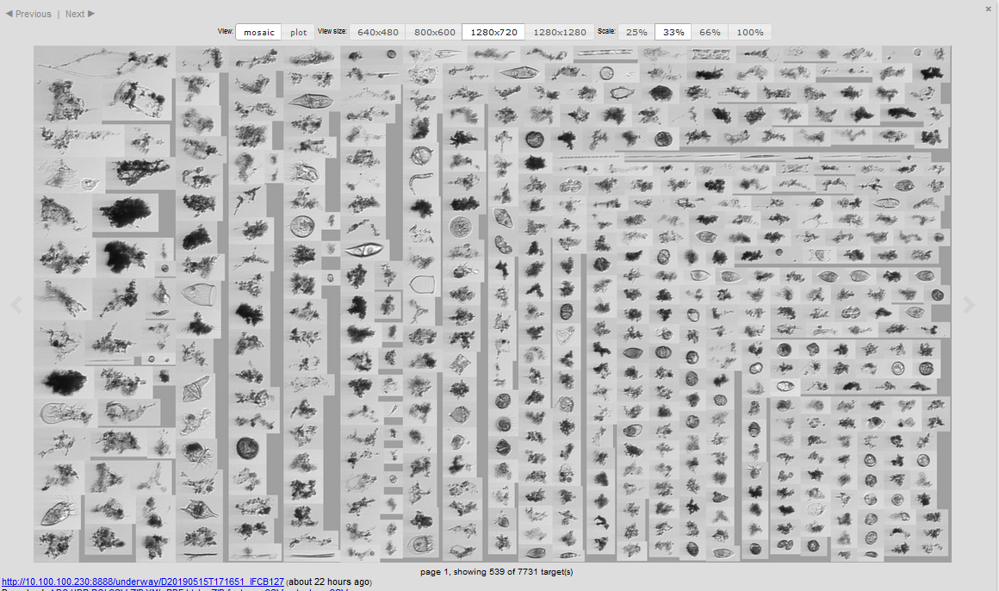 ◀ Previous | Next ▶
×
View: mosaic plot View size: 640x480 800x600 1280x720 1280x1280 Scale: 25% 33% 66% 100%
page 1, showing 539 of 7731 target(s)
http://10.100.100.230:8888/underway/D20190515T171651_IFCB127 (about 22 hours ago)